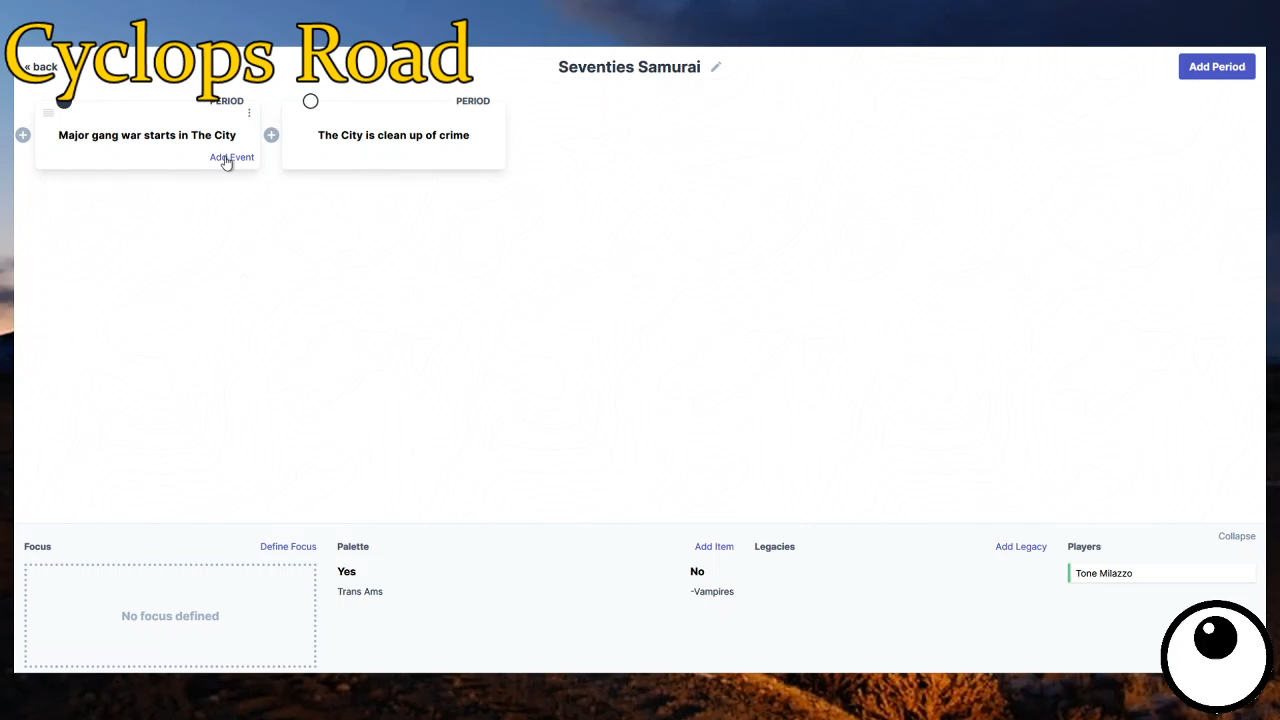 Cyclops Road
« back
Seventies Samurai
Add Period
PERIOD
PERIOD
Major gang war starts in The City
The City is clean up of crime
Add Event
Collapse
Focus
Define Focus
Palette
Add Item
Legacies
Add Legacy
Players
Yes
No
Tone Milazzo
Trans Ams
-Vampires
No focus defined